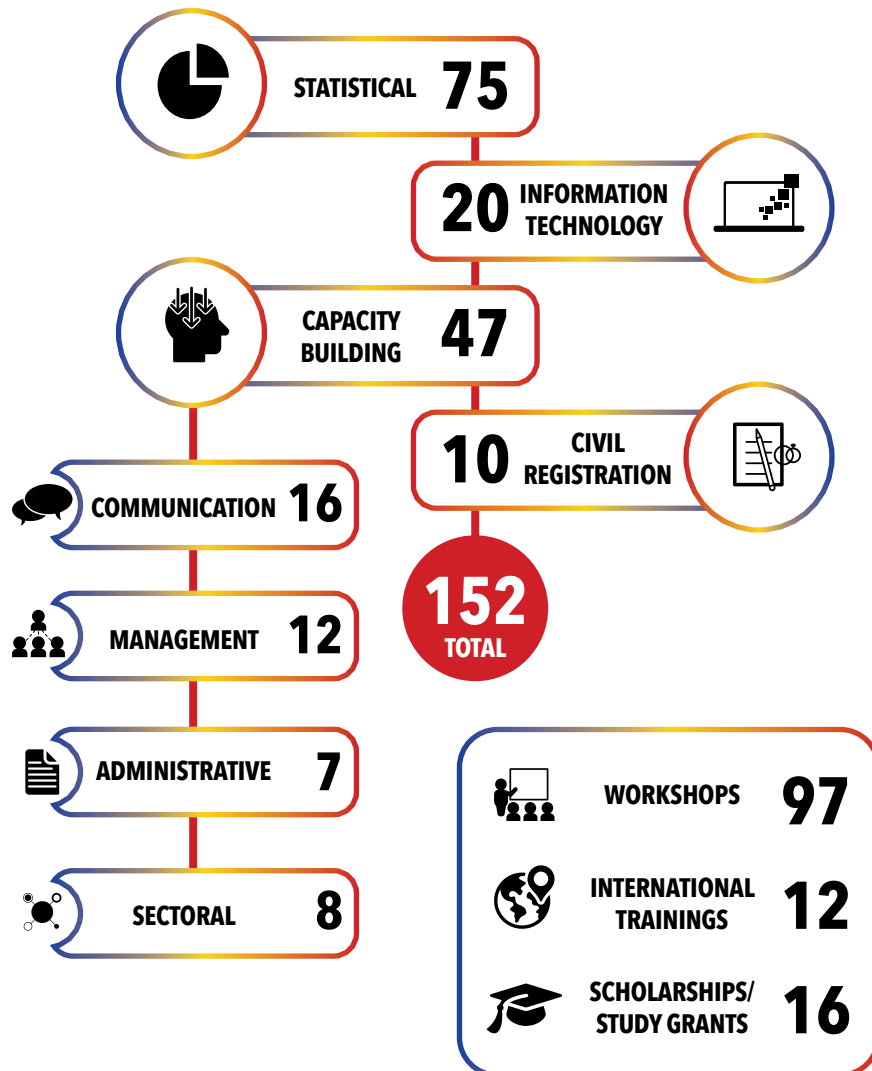 STATISTICAL 75
20 INFORMATION
TECHNOLOGY
CAPACITY
BUILDING 47
10 CIVIL
REGISTRATION
152
TOTAL
COMMUNICATION 16
MANAGEMENT 12
ADMINISTRATIVE 7
SECTORAL 8
WORKSHOPS 97
INTERNATIONAL
TRAININGS 12
SCHOLARSHIPS/
STUDY GRANTS 16